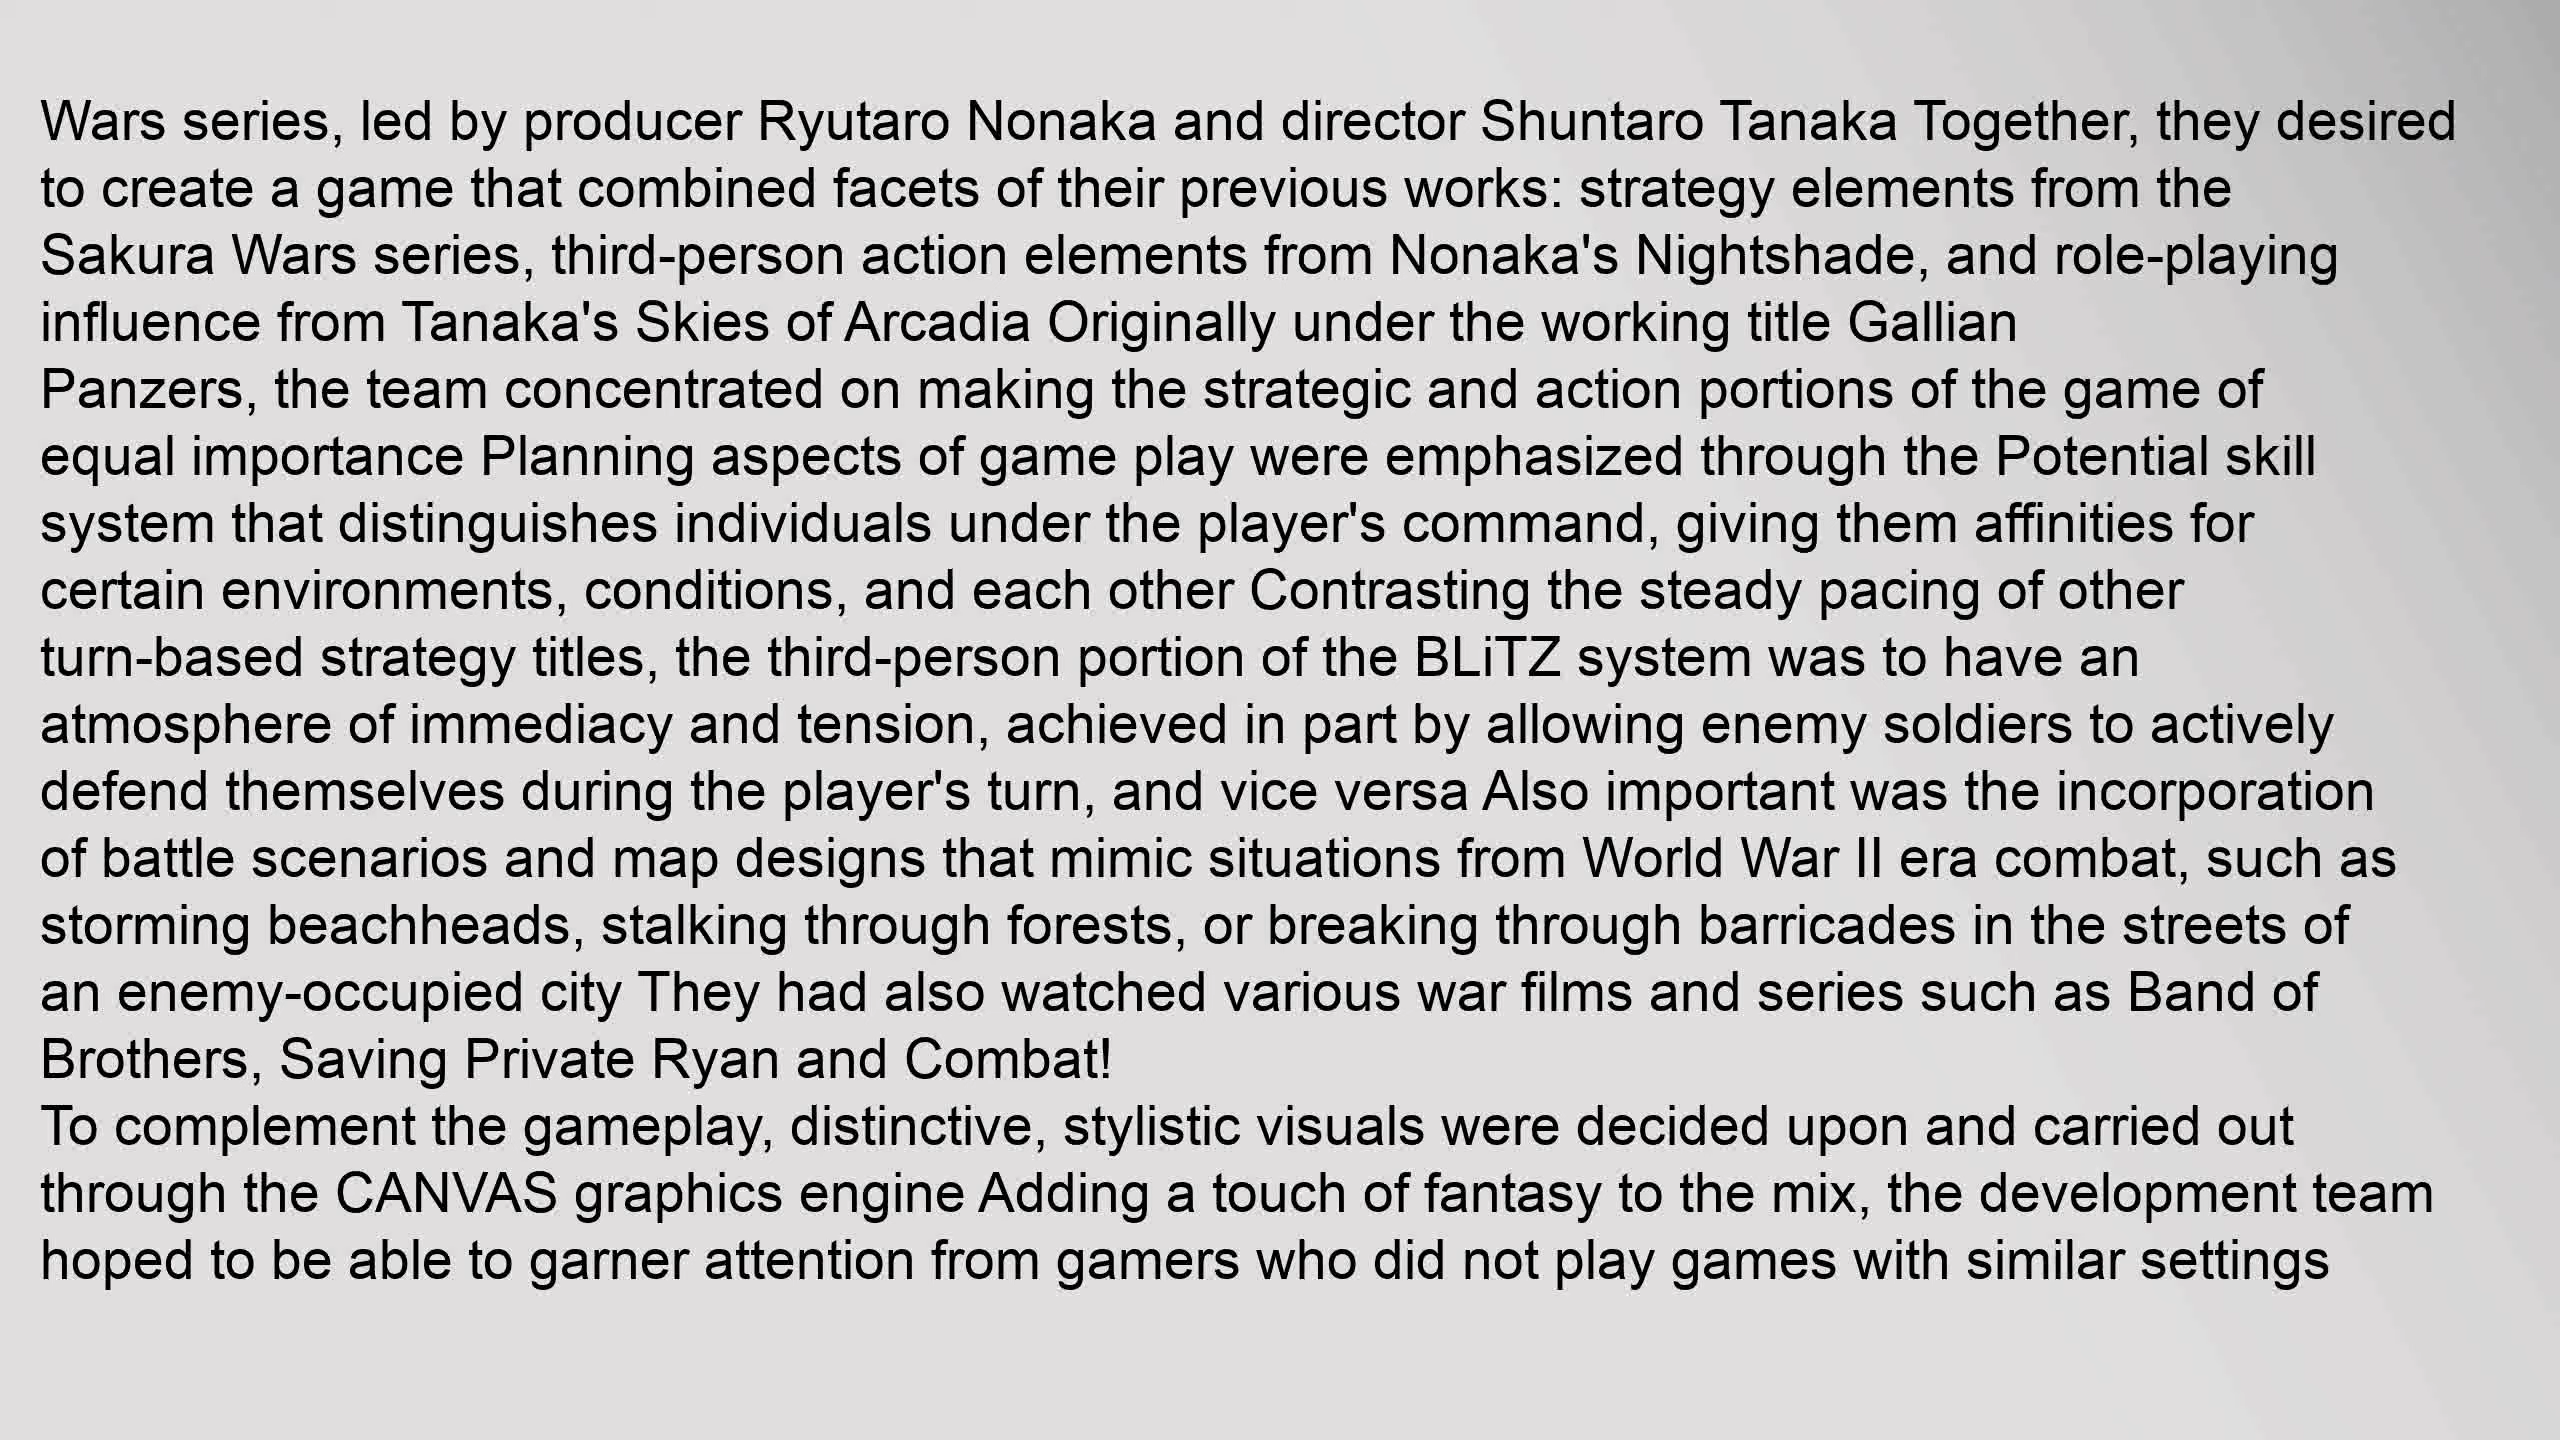 Wars series, led by producer Ryutaro Nonaka and director Shuntaro Tanaka Together, they desired
to create a game that combined facets of their previous works: strategy elements from the
Sakura Wars series, third-person action elements from Nonaka's Nightshade, and role-playing
influence from Tanaka's Skies of Arcadia Originally under the working title Gallian
Panzers, the team concentrated on making the strategic and action portions of the game of
equal importance Planning aspects of game play were emphasized through the Potential skill
system that distinguishes individuals under the player's command, giving them affinities for
certain environments, conditions, and each other Contrasting the steady pacing of other
turn-based strategy titles, the third-person portion of the BLiTZ system was to have an
atmosphere of immediacy and tension, achieved in part by allowing enemy soldiers to actively
defend themselves during the player's turn, and vice versa Also important was the incorporation
of battle scenarios and map designs that mimic situations from World War II era combat, such as
storming beachheads, stalking through forests, or breaking through barricades in the streets of
an enemy-occupied city They had also watched various war films and series such as Band of
Brothers, Saving Private Ryan and Combat!
To complement the gameplay, distinctive, stylistic visuals were decided upon and carried out
through the CANVAS graphics engine Adding a touch of fantasy to the mix, the development team
hoped to be able to garner attention from gamers who did not play games with similar settings